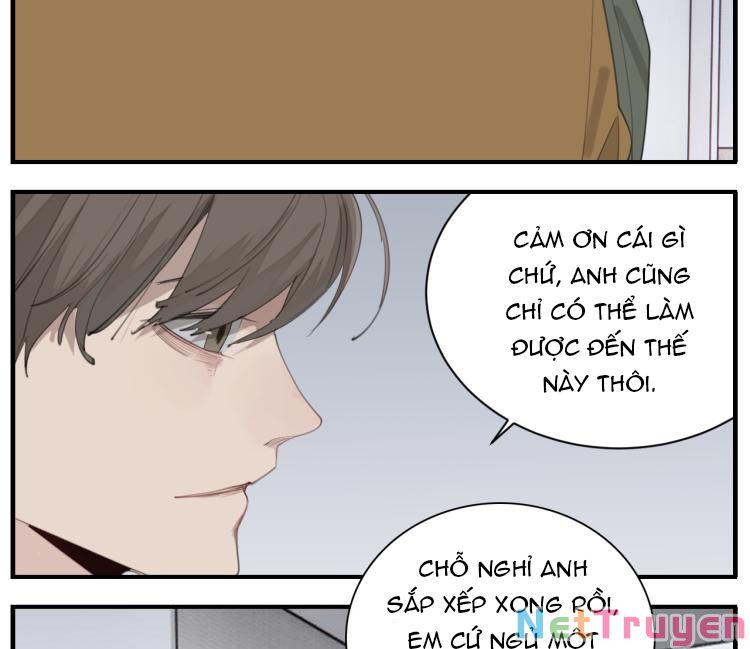 CẢM ƠN CÁI GÌ
CHỨ, ANH CŨNG
CHỈ CÓ THỂ LÀM
ĐƯỢC ĐẾN THẾ
NÀY THÔI.
CHỖ NGHỈ ANH
SẮP XẾP XONG RỒI,
EM CỨ NGỦ MỘT
NetTruyen